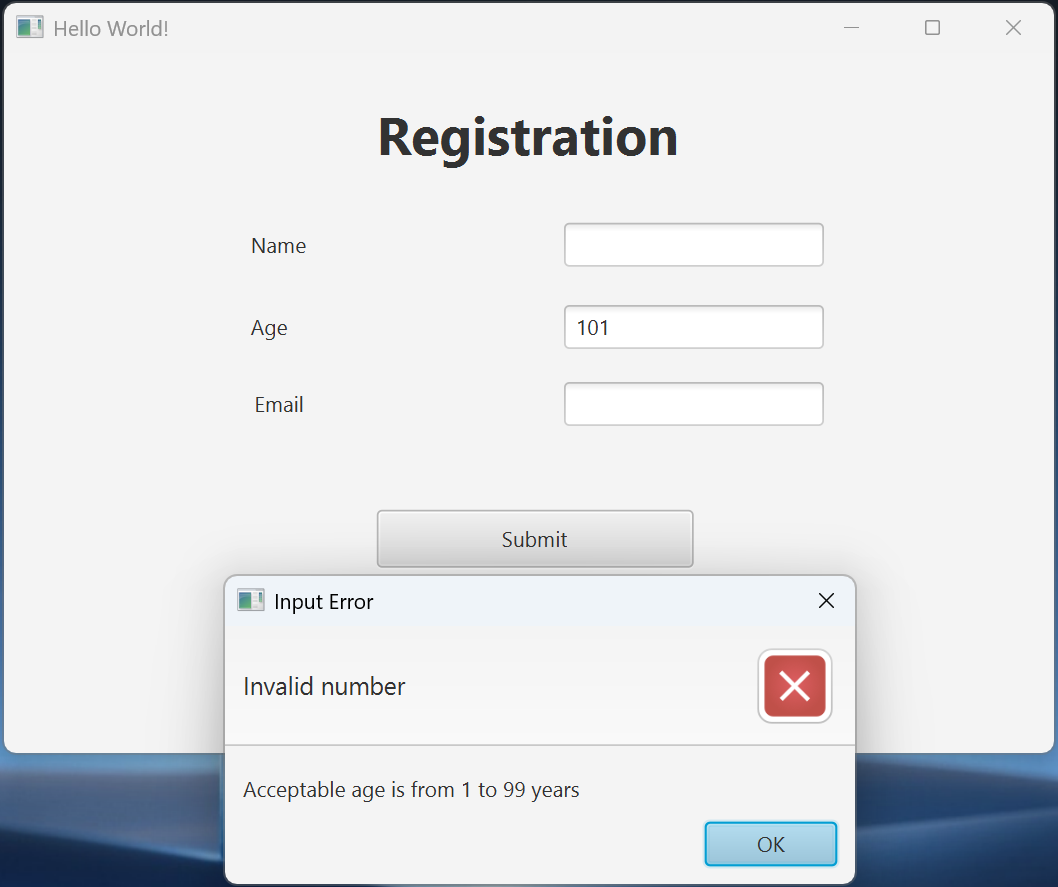 Hello World!
Registration
Name
Age
101
Email
Submit
Input Error
Invalid number
Acceptable age is from 1 to 99 years
OK